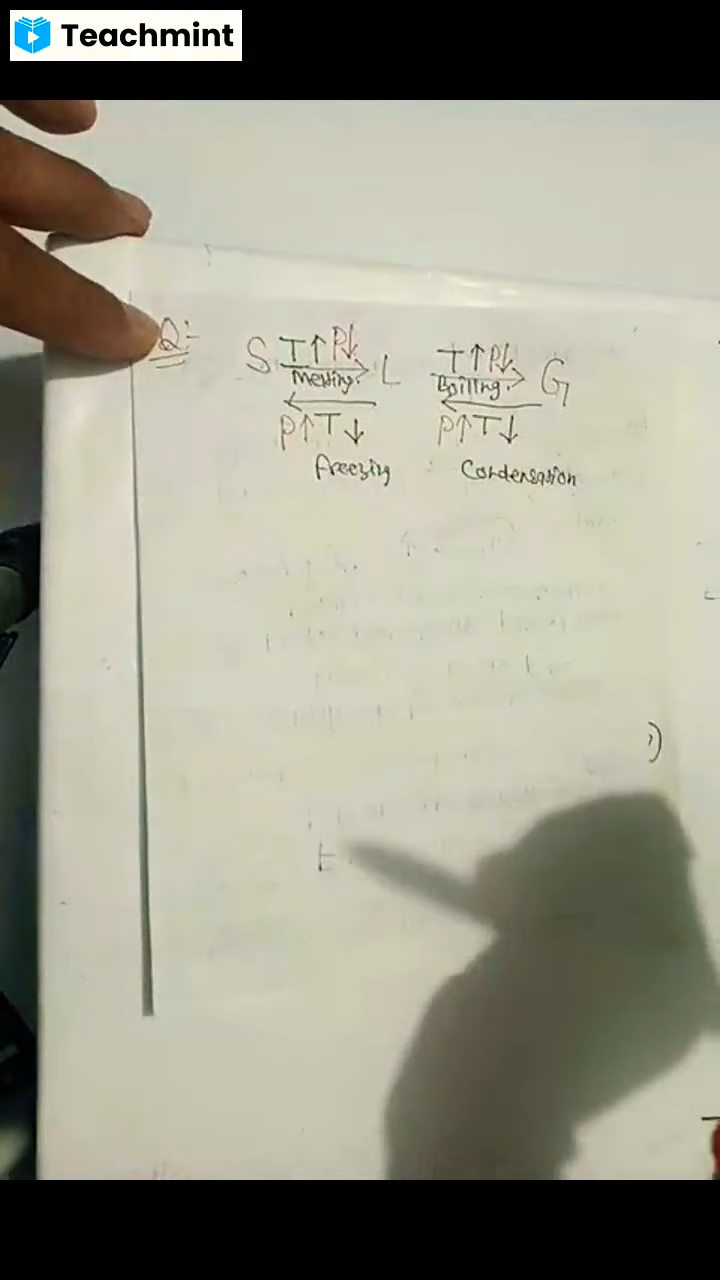 Teachmint
Q:-
S T↑ P↓ L T↑ P↓ G
Melting. Boiling.
P↑ T↓ P↑ T↓
Freezing Condensation